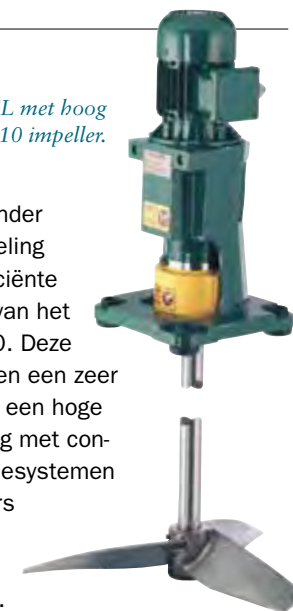 L met hoog
10 impeller.
nder
eling
ciënte
van het
0. Deze
en een zeer
een hoge
g met con-
esystemen
rs
.